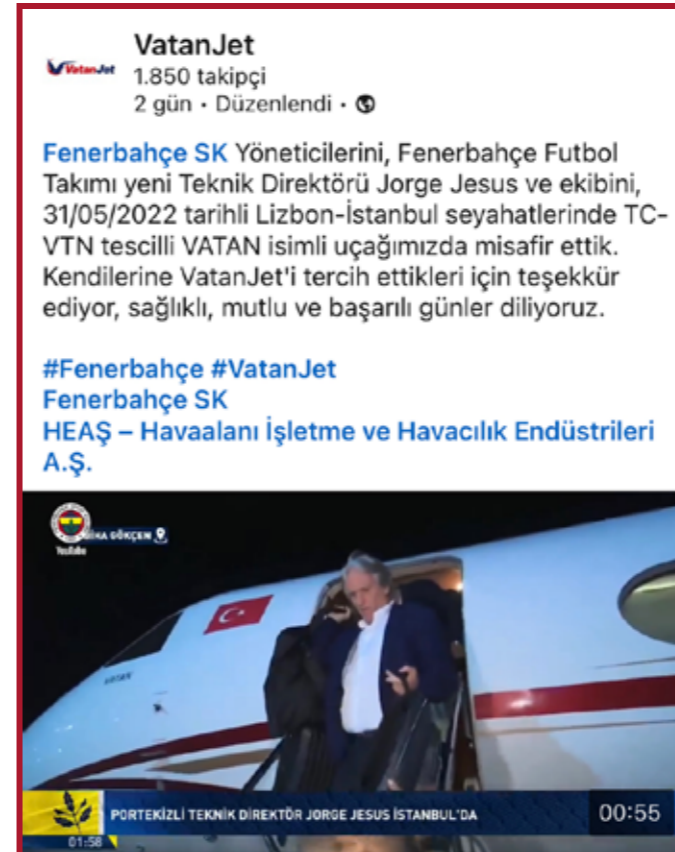 VatanJet
VatanJet
1.850 takipçi
2 gün • Düzenlendi •
Fenerbahçe SK Yöneticilerini, Fenerbahçe Futbol
Takımı yeni Teknik Direktörü Jorge Jesus ve ekibini,
31/05/2022 tarihli Lizbon-İstanbul seyahatlerinde TC-
VTN tescilli VATAN isimli uçağımızda misafir ettik.
Kendilerine VatanJet'i tercih ettikleri için teşekkür
ediyor, sağlıklı, mutlu ve başarılı günler diliyoruz.
#Fenerbahçe #VatanJet
Fenerbahçe SK
HEAŞ – Havaalanı İşletme ve Havacılık Endüstrileri
A.Ş.
GÖKÇEN
YouTube
VATAN
PORTEKİZLİ TEKNİK DİREKTÖR JORGE JESUS İSTANBUL'DA
00:55
01:58